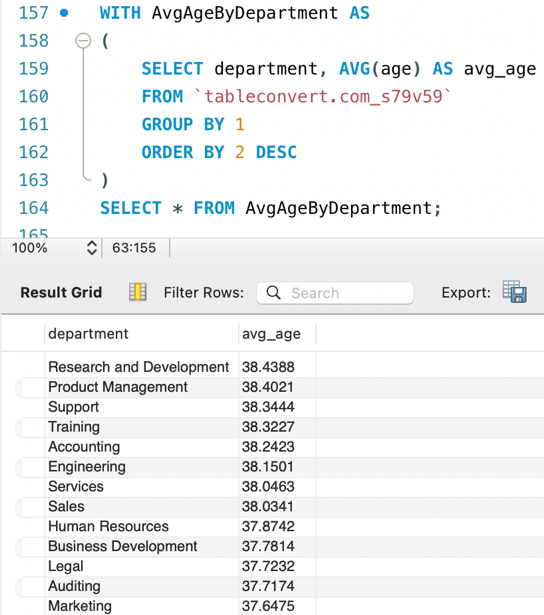 157 WITH AvgAgeByDepartment AS
158 (
159 SELECT department, AVG(age) AS avg_age
160 FROM `tableconvert.com_s79v59`
161 GROUP BY 1
162 ORDER BY 2 DESC
163 )
164 SELECT * FROM AvgAgeByDepartment;
165
100% 63:155
Result Grid Filter Rows: Search Export:
department avg_age
Research and Development 38.4388
Product Management 38.4021
Support 38.3444
Training 38.3227
Accounting 38.2423
Engineering 38.1501
Services 38.0463
Sales 38.0341
Human Resources 37.8742
Business Development 37.7814
Legal 37.7232
Auditing 37.7174
Marketing 37.6475